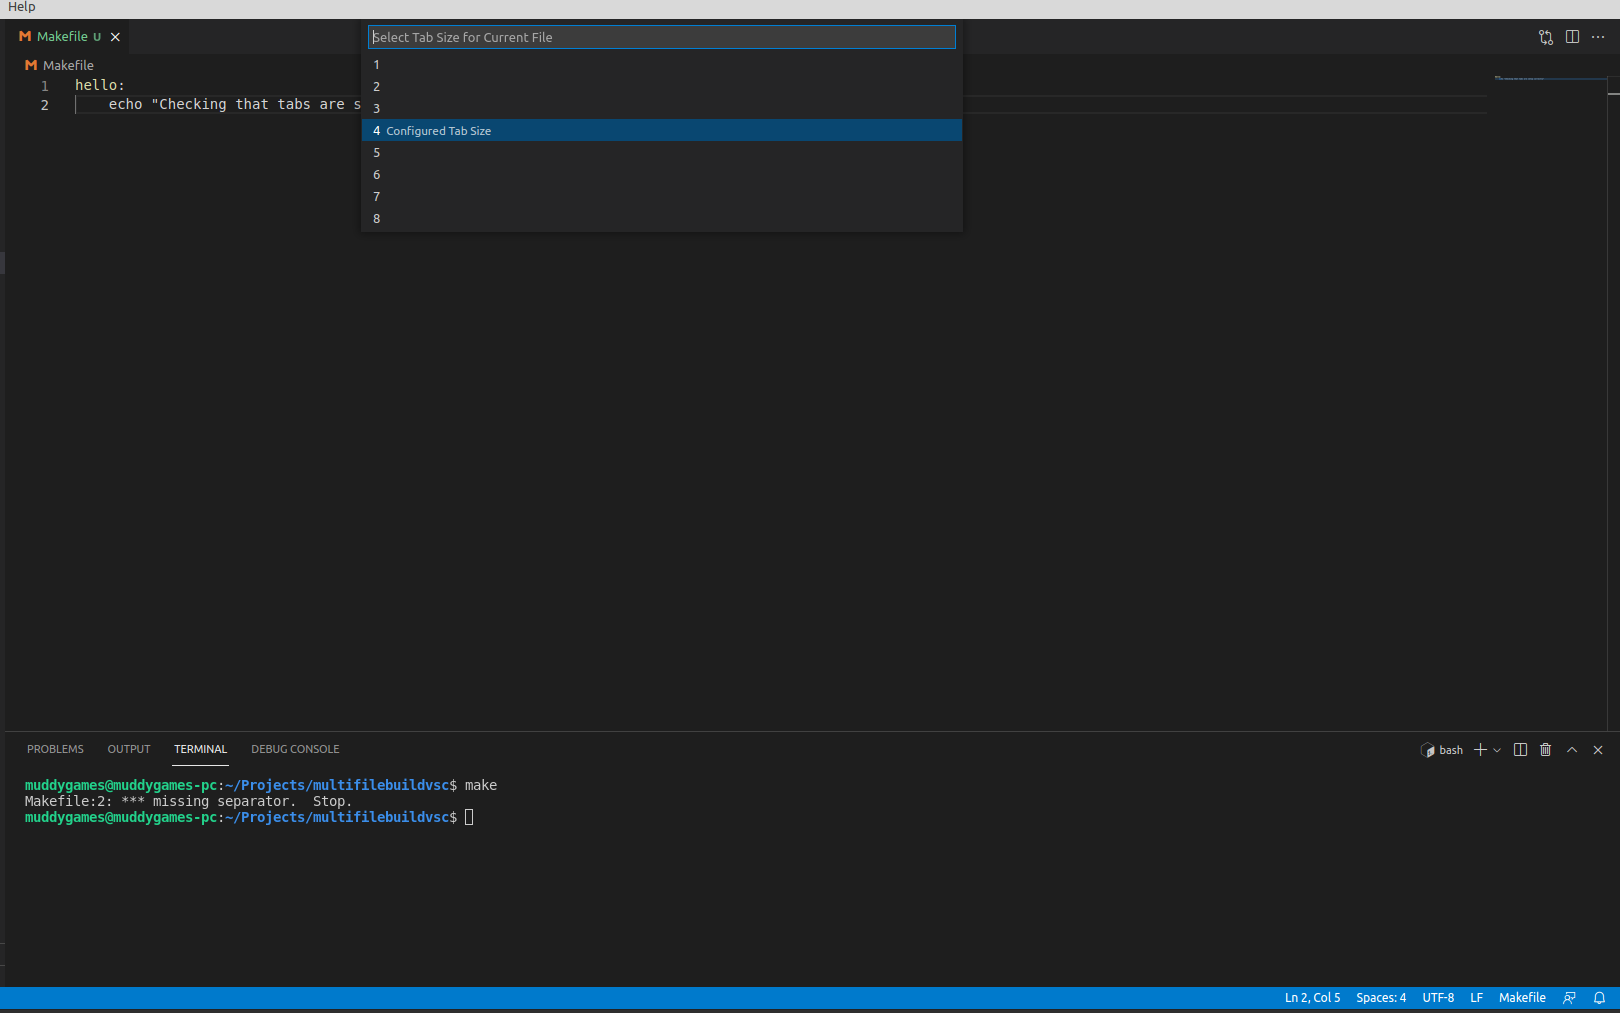 Help
Makefile U
Select Tab Size for Current File
Makefile
1
1 hello:
2
2 echo "Checking that tabs are s
3
4 Configured Tab Size
5
6
7
8
PROBLEMS OUTPUT TERMINAL DEBUG CONSOLE bash
muddygames@muddygames-pc:~/Projects/multifilebuildvsc$ make
Makefile:2: *** missing separator.  Stop.
muddygames@muddygames-pc:~/Projects/multifilebuildvsc$
Ln 2, Col 5 Spaces: 4 UTF-8 LF Makefile